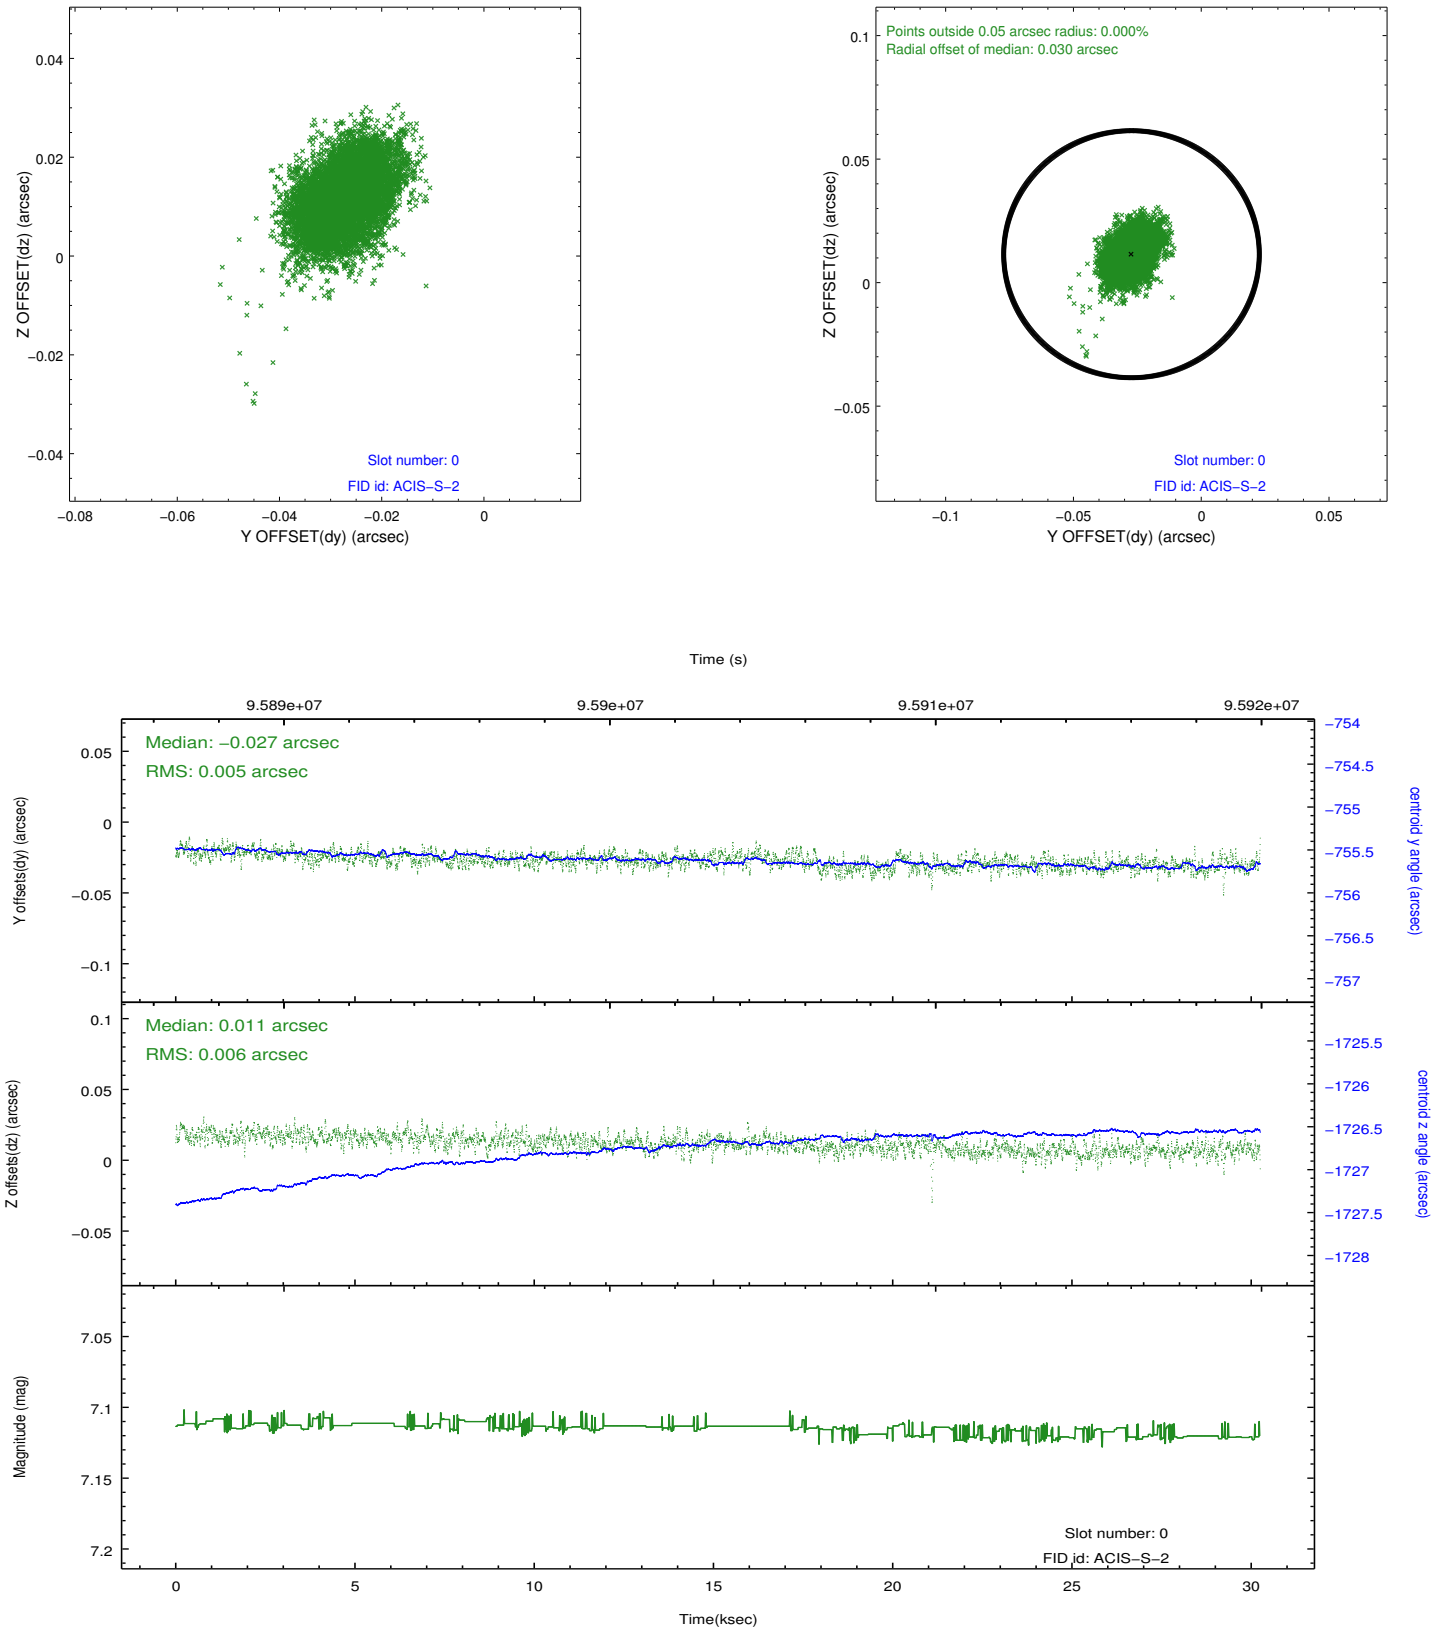 0.04
0.02
0
−0.02
−0.04
Z OFFSET(dz) (arcsec)
Slot number: 0
FID id: ACIS−S−2
−0.08 −0.06 −0.04 −0.02 0
Y OFFSET(dy) (arcsec)
Points outside 0.05 arcsec radius: 0.000%
Radial offset of median: 0.030 arcsec
0.1
0.05
0
−0.05
Z OFFSET(dz) (arcsec)
Slot number: 0
FID id: ACIS−S−2
−0.1 −0.05 0 0.05
Y OFFSET(dy) (arcsec)
Time (s)
9.589e+07 9.59e+07 9.591e+07 9.592e+07
Median: −0.027 arcsec
RMS: 0.005 arcsec
0.05
0
−0.05
−0.1
Y offsets(dy) (arcsec)
−754
−754.5
−755
−755.5
−756
−756.5
−757
centroid y angle (arcsec)
Median: 0.011 arcsec
RMS: 0.006 arcsec
0.1
0.05
0
−0.05
Z offsets(dz) (arcsec)
−1725.5
−1726
−1726.5
−1727
−1727.5
−1728
centroid z angle (arcsec)
7.05
7.1
7.15
7.2
Magnitude (mag)
Slot number: 0
FID id: ACIS−S−2
0 5 10 15 20 25 30
Time(ksec)